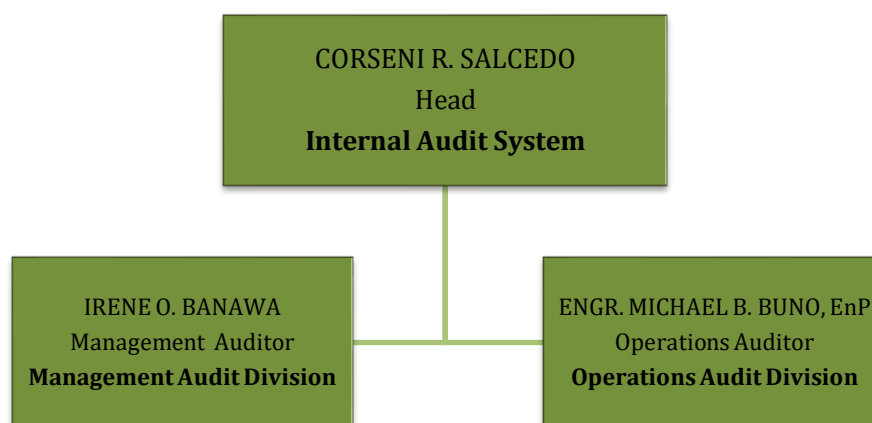 CORSENI R. SALCEDO
Head
Internal Audit System
IRENE O. BANAWA
Management Auditor
Management Audit Division
ENGR. MICHAEL B. BUNO, EnP
Operations Auditor
Operations Audit Division